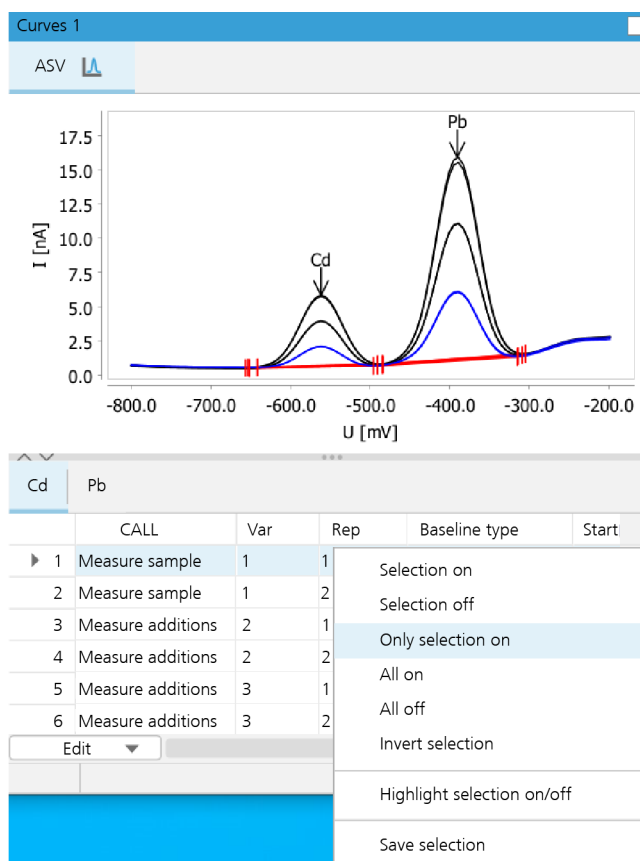 Curves 1
ASV
Pb
17.5
15.0
12.5
10.0
7.5
5.0
2.5
0.0
I [nA]
Cd
-800.0 -700.0 -600.0 -500.0 -400.0 -300.0 -200.0
U [mV]
Cd Pb
CALL Var Rep Baseline type Start
1 Measure sample 1 1
2 Measure sample 1 2
3 Measure additions 2 1
4 Measure additions 2 2
5 Measure additions 3 1
6 Measure additions 3 2
Edit
Selection on
Selection off
Only selection on
All on
All off
Invert selection
Highlight selection on/off
Save selection